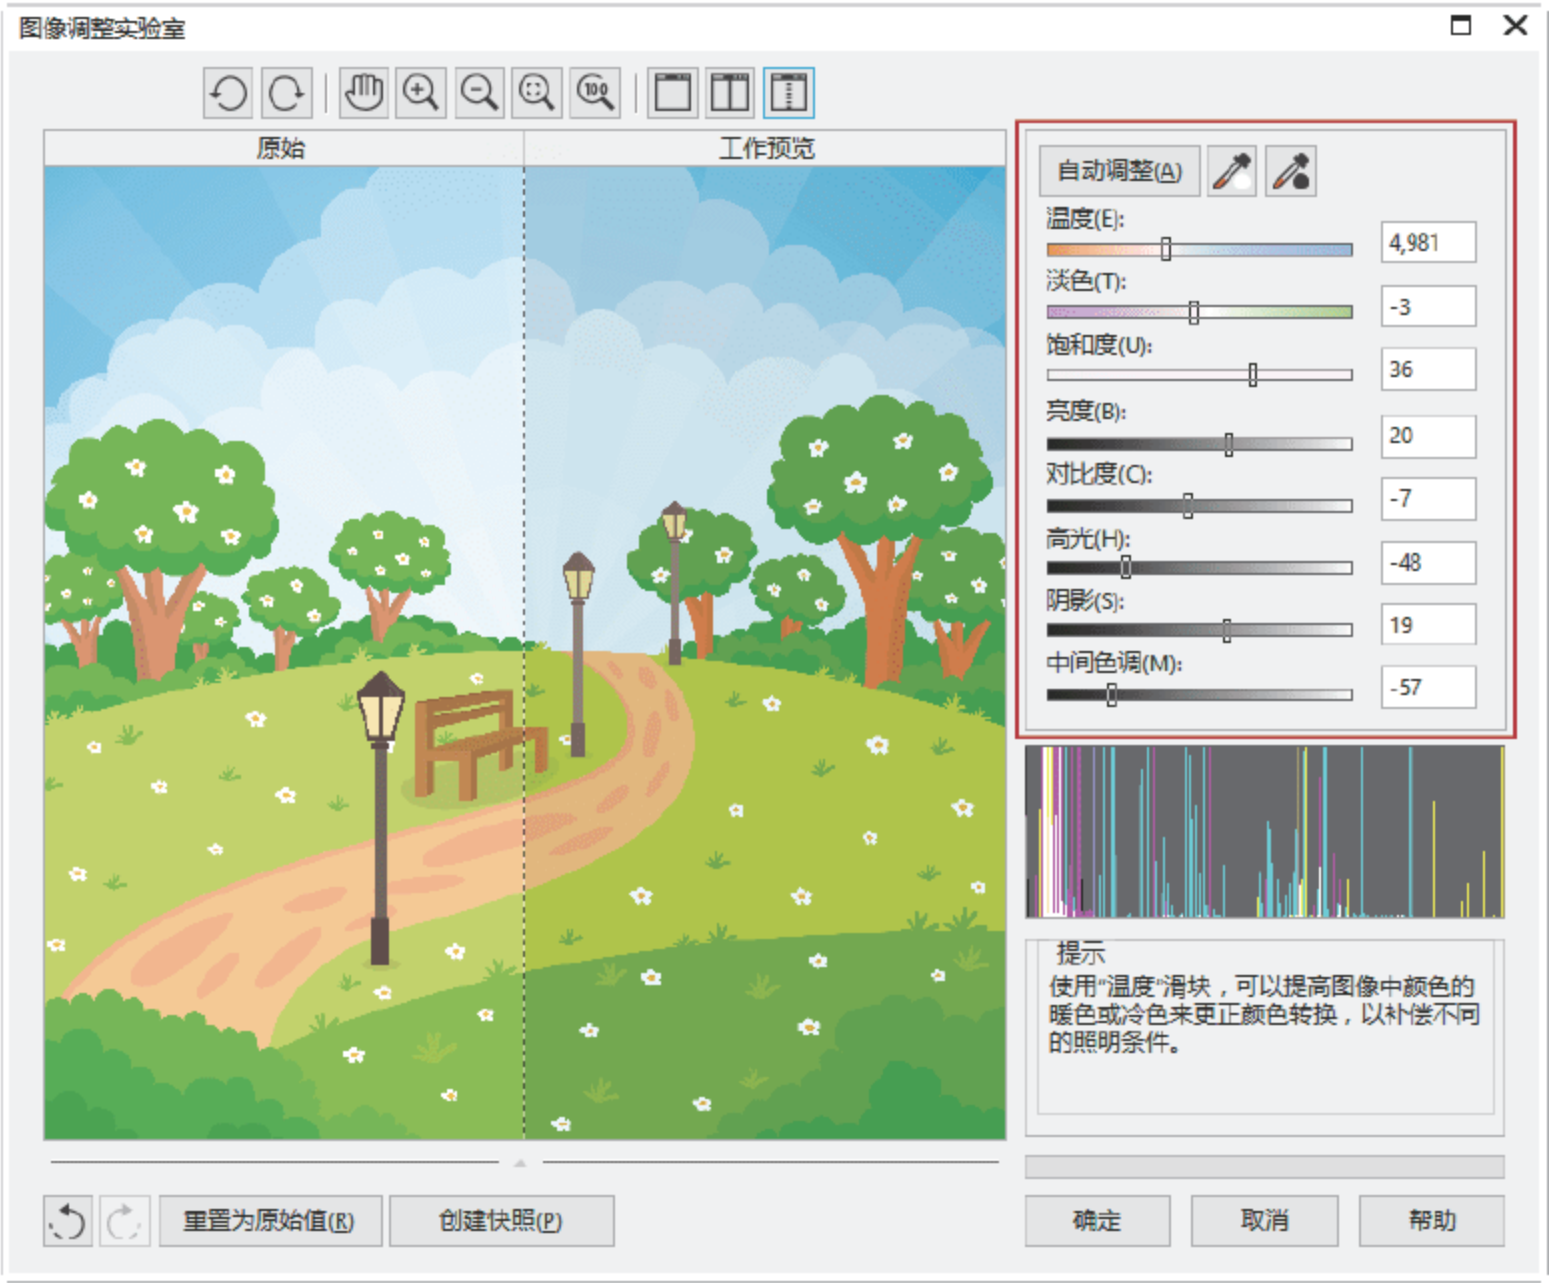 图像调整实验室
100
原始
工作预览
自动调整(A)
温度(E):
4,981
淡色(T):
-3
饱和度(U):
36
亮度(B):
20
对比度(C):
-7
高光(H):
-48
阴影(S):
19
中间色调(M):
-57
提示
使用"温度"滑块，可以提高图像中颜色的
暖色或冷色来更正颜色转换，以补偿不同
的照明条件。
重置为原始值(R)
创建快照(P)
确定
取消
帮助